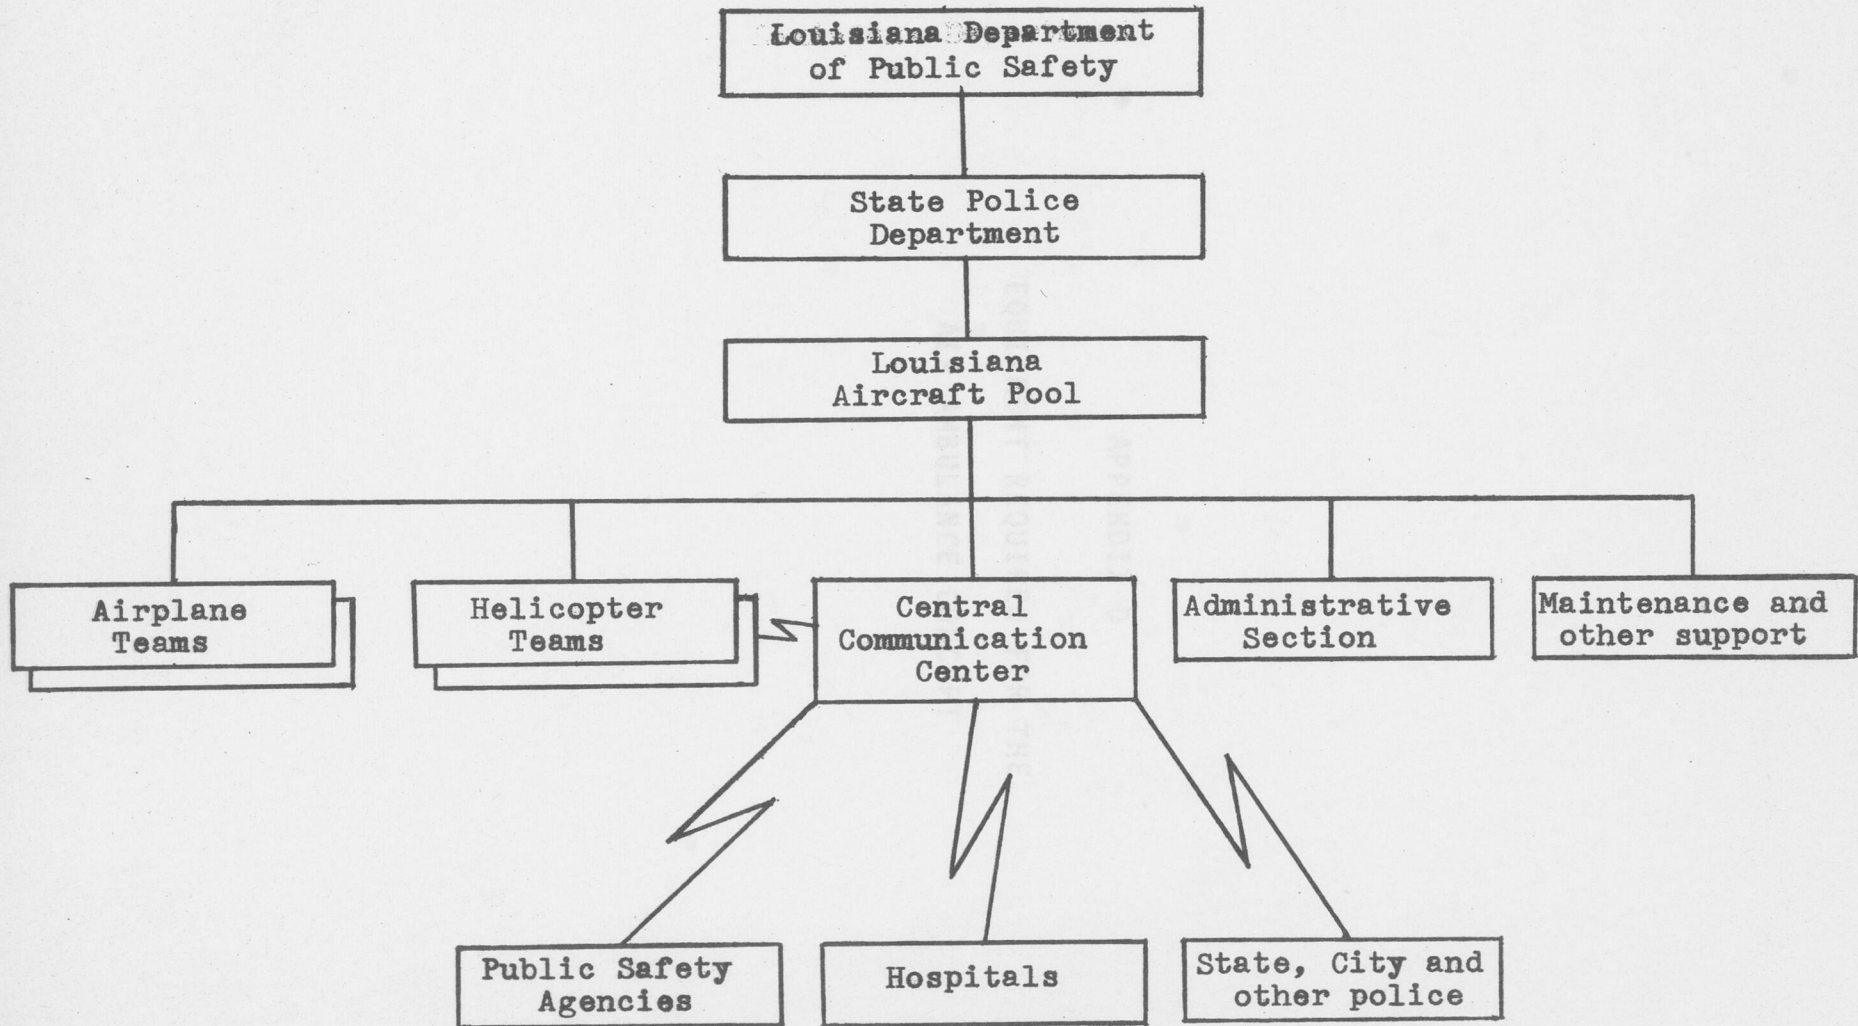 Louisiana Department
of Public Safety
State Police
Department
Louisiana
Aircraft Pool
Airplane
Teams
Helicopter
Teams
Central
Communication
Center
Administrative
Section
Maintenance and
other support
Public Safety
Agencies
Hospitals
State, City and
other police